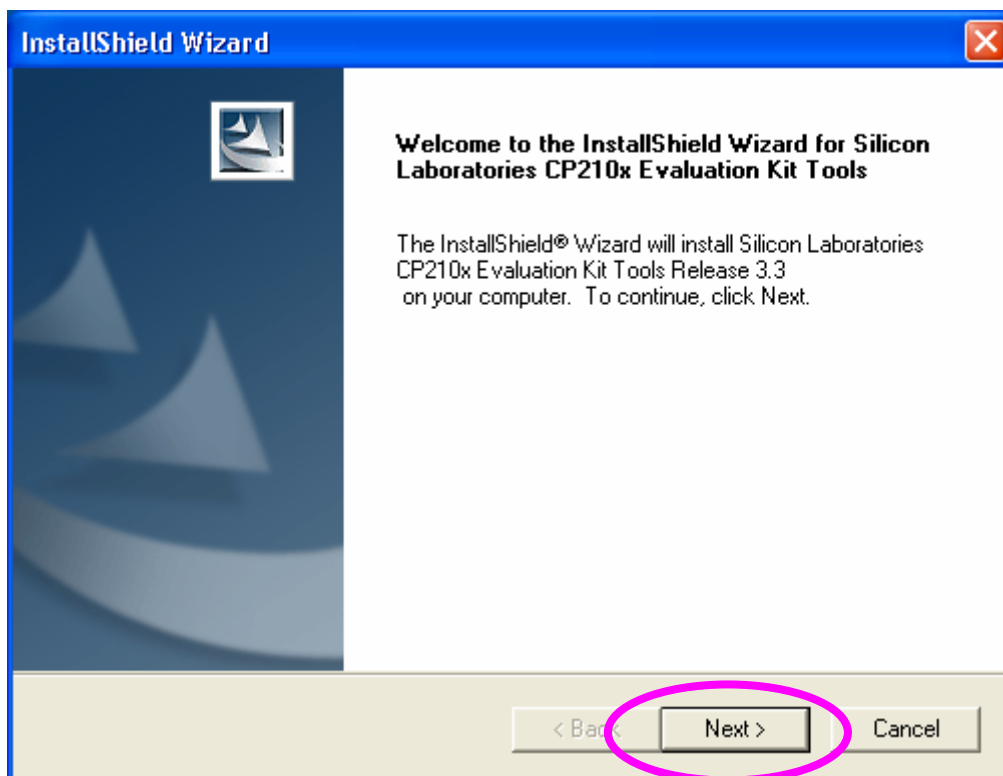 InstallShield Wizard
Welcome to the InstallShield Wizard for Silicon
Laboratories CP210x Evaluation Kit Tools
The InstallShield® Wizard will install Silicon Laboratories
CP210x Evaluation Kit Tools Release 3.3
on your computer.  To continue, click Next.
< Back
Next >
Cancel